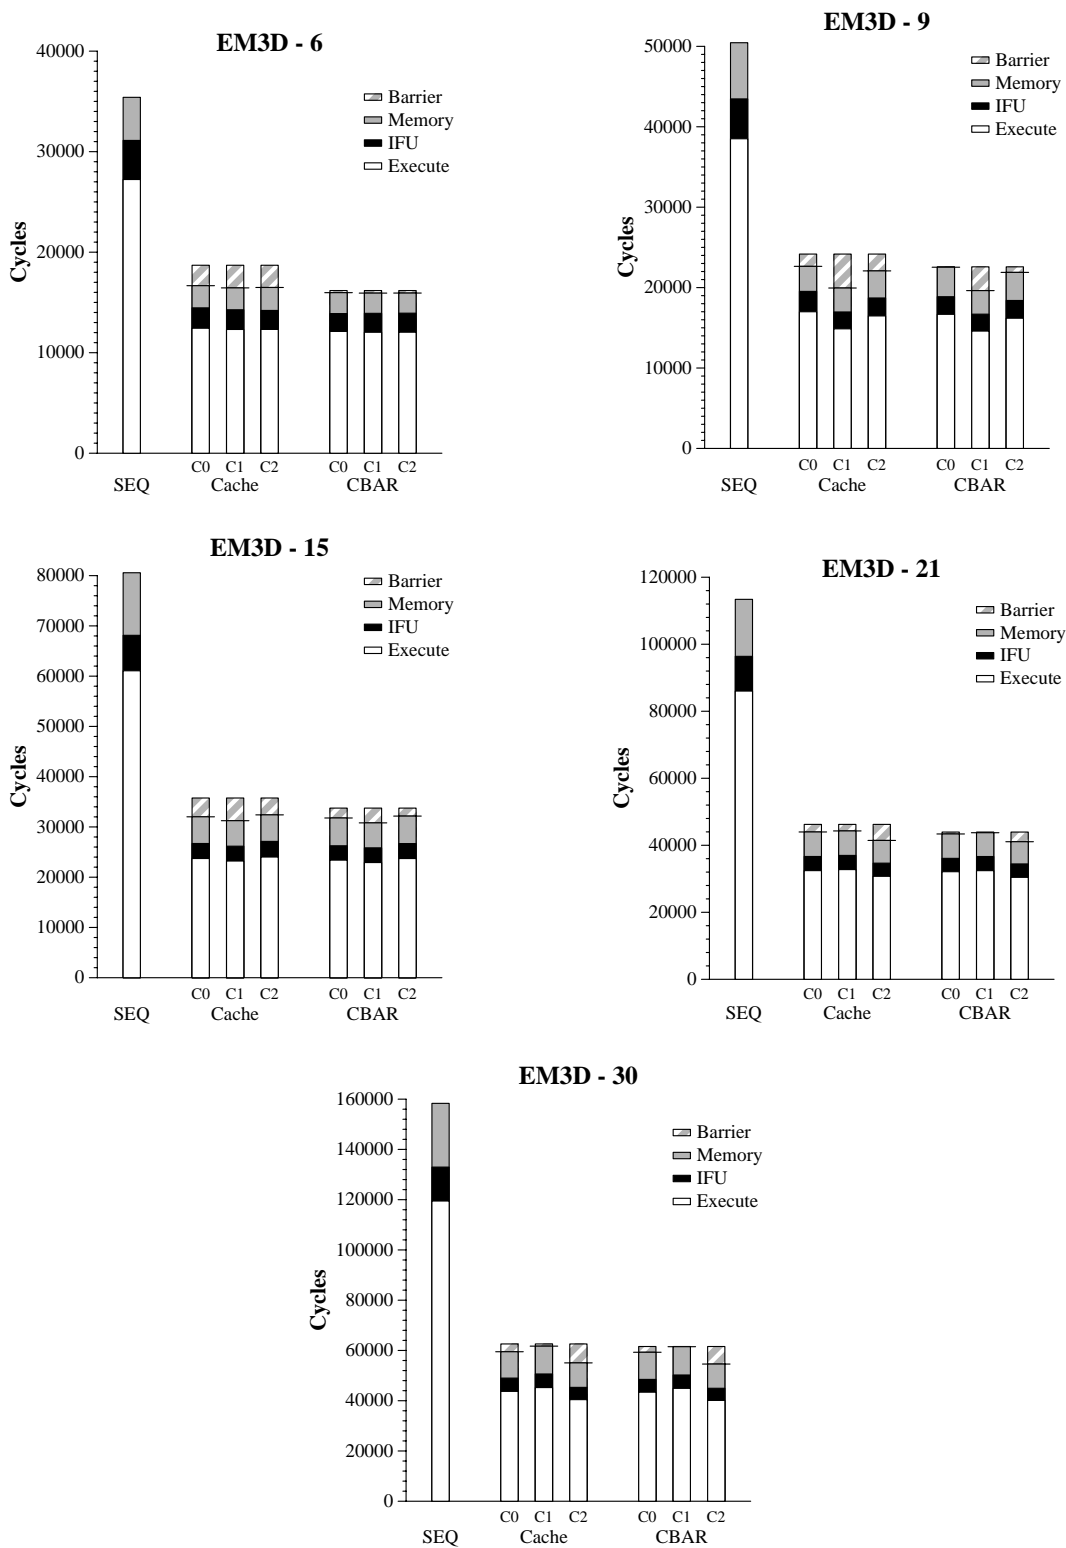 EM3D - 6
40000
30000
20000
10000
0
Cycles
Barrier
Memory
IFU
Execute
C0 C1 C2 C0 C1 C2
SEQ Cache CBAR
EM3D - 9
50000
40000
30000
20000
10000
0
Cycles
Barrier
Memory
IFU
Execute
C0 C1 C2 C0 C1 C2
SEQ Cache CBAR
EM3D - 15
80000
70000
60000
50000
40000
30000
20000
10000
0
Cycles
Barrier
Memory
IFU
Execute
C0 C1 C2 C0 C1 C2
SEQ Cache CBAR
EM3D - 21
120000
100000
80000
60000
40000
20000
0
Cycles
Barrier
Memory
IFU
Execute
C0 C1 C2 C0 C1 C2
SEQ Cache CBAR
EM3D - 30
160000
140000
120000
100000
80000
60000
40000
20000
0
Cycles
Barrier
Memory
IFU
Execute
C0 C1 C2 C0 C1 C2
SEQ Cache CBAR